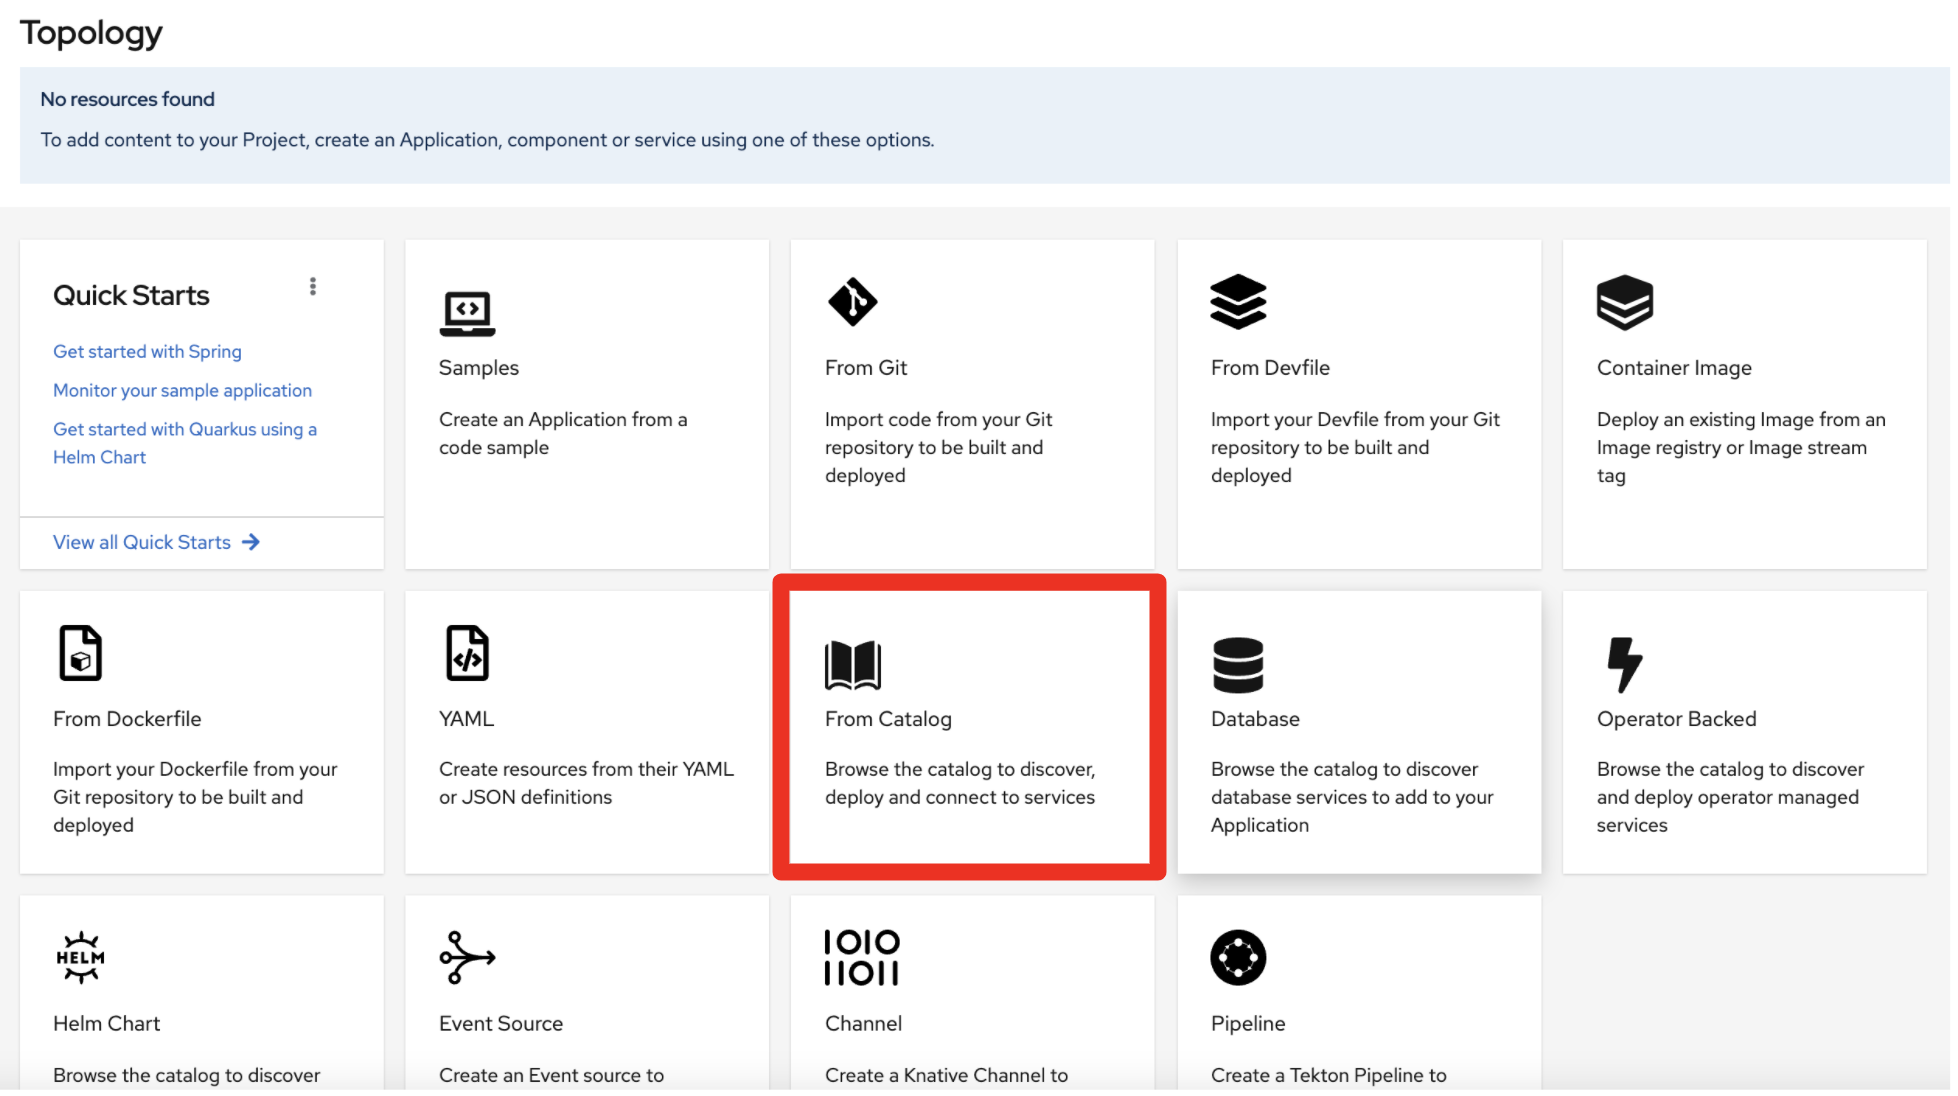 Topology
No resources found
To add content to your Project, create an Application, component or service using one of these options.
Quick Starts
Get started with Spring
Monitor your sample application
Get started with Quarkus using a
Helm Chart
View all Quick Starts
Samples
Create an Application from a
code sample
From Git
Import code from your Git
repository to be built and
deployed
From Devfile
Import your Devfile from your Git
repository to be built and
deployed
Container Image
Deploy an existing Image from an
Image registry or Image stream
tag
From Dockerfile
Import your Dockerfile from your
Git repository to be built and
deployed
YAML
Create resources from their YAML
or JSON definitions
From Catalog
Browse the catalog to discover,
deploy and connect to services
Database
Browse the catalog to discover
database services to add to your
Application
Operator Backed
Browse the catalog to discover
and deploy operator managed
services
HELM
Helm Chart
Browse the catalog to discover
Event Source
Create an Event source to
1010
11011
Channel
Create a Knative Channel to
Pipeline
Create a Tekton Pipeline to